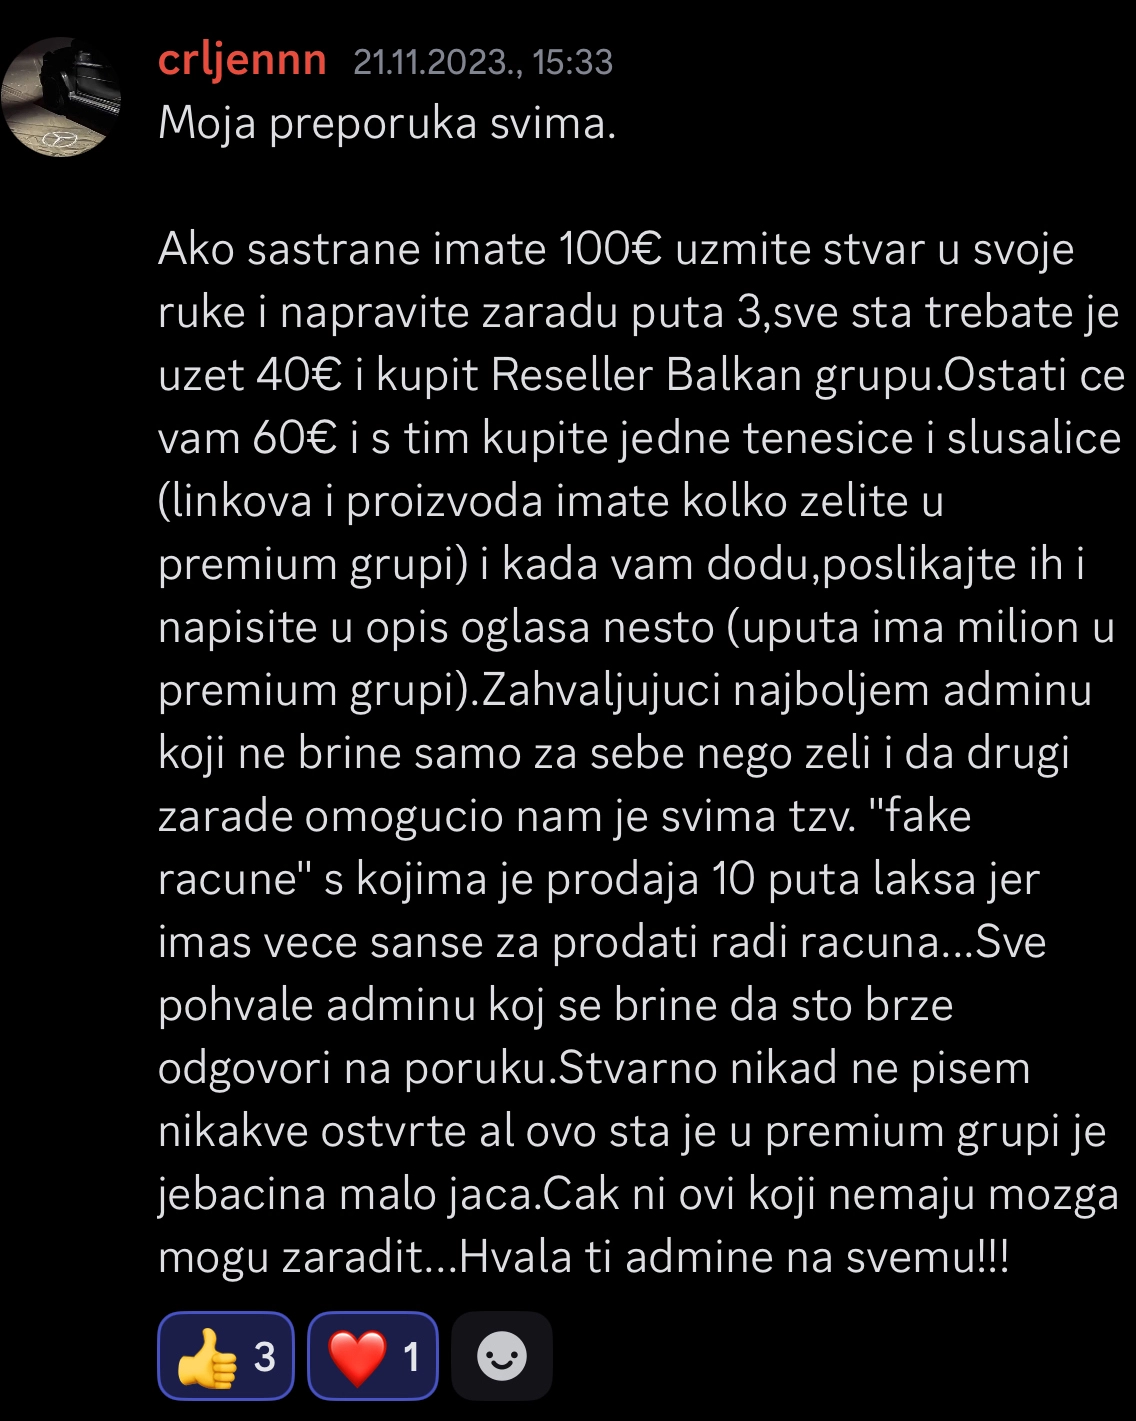 crljennn 21.11.2023., 15:33
Moja preporuka svima.
Ako sastrane imate 100€ uzmite stvar u svoje
ruke i napravite zaradu puta 3,sve sta trebate je
uzet 40€ i kupit Reseller Balkan grupu.Ostati ce
vam 60€ i s tim kupite jedne tenesice i slusalice
(linkova i proizvoda imate kolko zelite u
premium grupi) i kada vam dodu,poslikajte ih i
napisite u opis oglasa nesto (uputa ima milion u
premium grupi).Zahvaljujuci najboljem adminu
koji ne brine samo za sebe nego zeli i da drugi
zarade omogucio nam je svima tzv. "fake
racune" s kojima je prodaja 10 puta laksa jer
imas vece sanse za prodati radi racuna...Sve
pohvale adminu koj se brine da sto brze
odgovori na poruku.Stvarno nikad ne pisem
nikakve ostvrte al ovo sta je u premium grupi je
jebacina malo jaca.Cak ni ovi koji nemaju mozga
mogu zaradit...Hvala ti admine na svemu!!!
👍 3 ❤️ 1